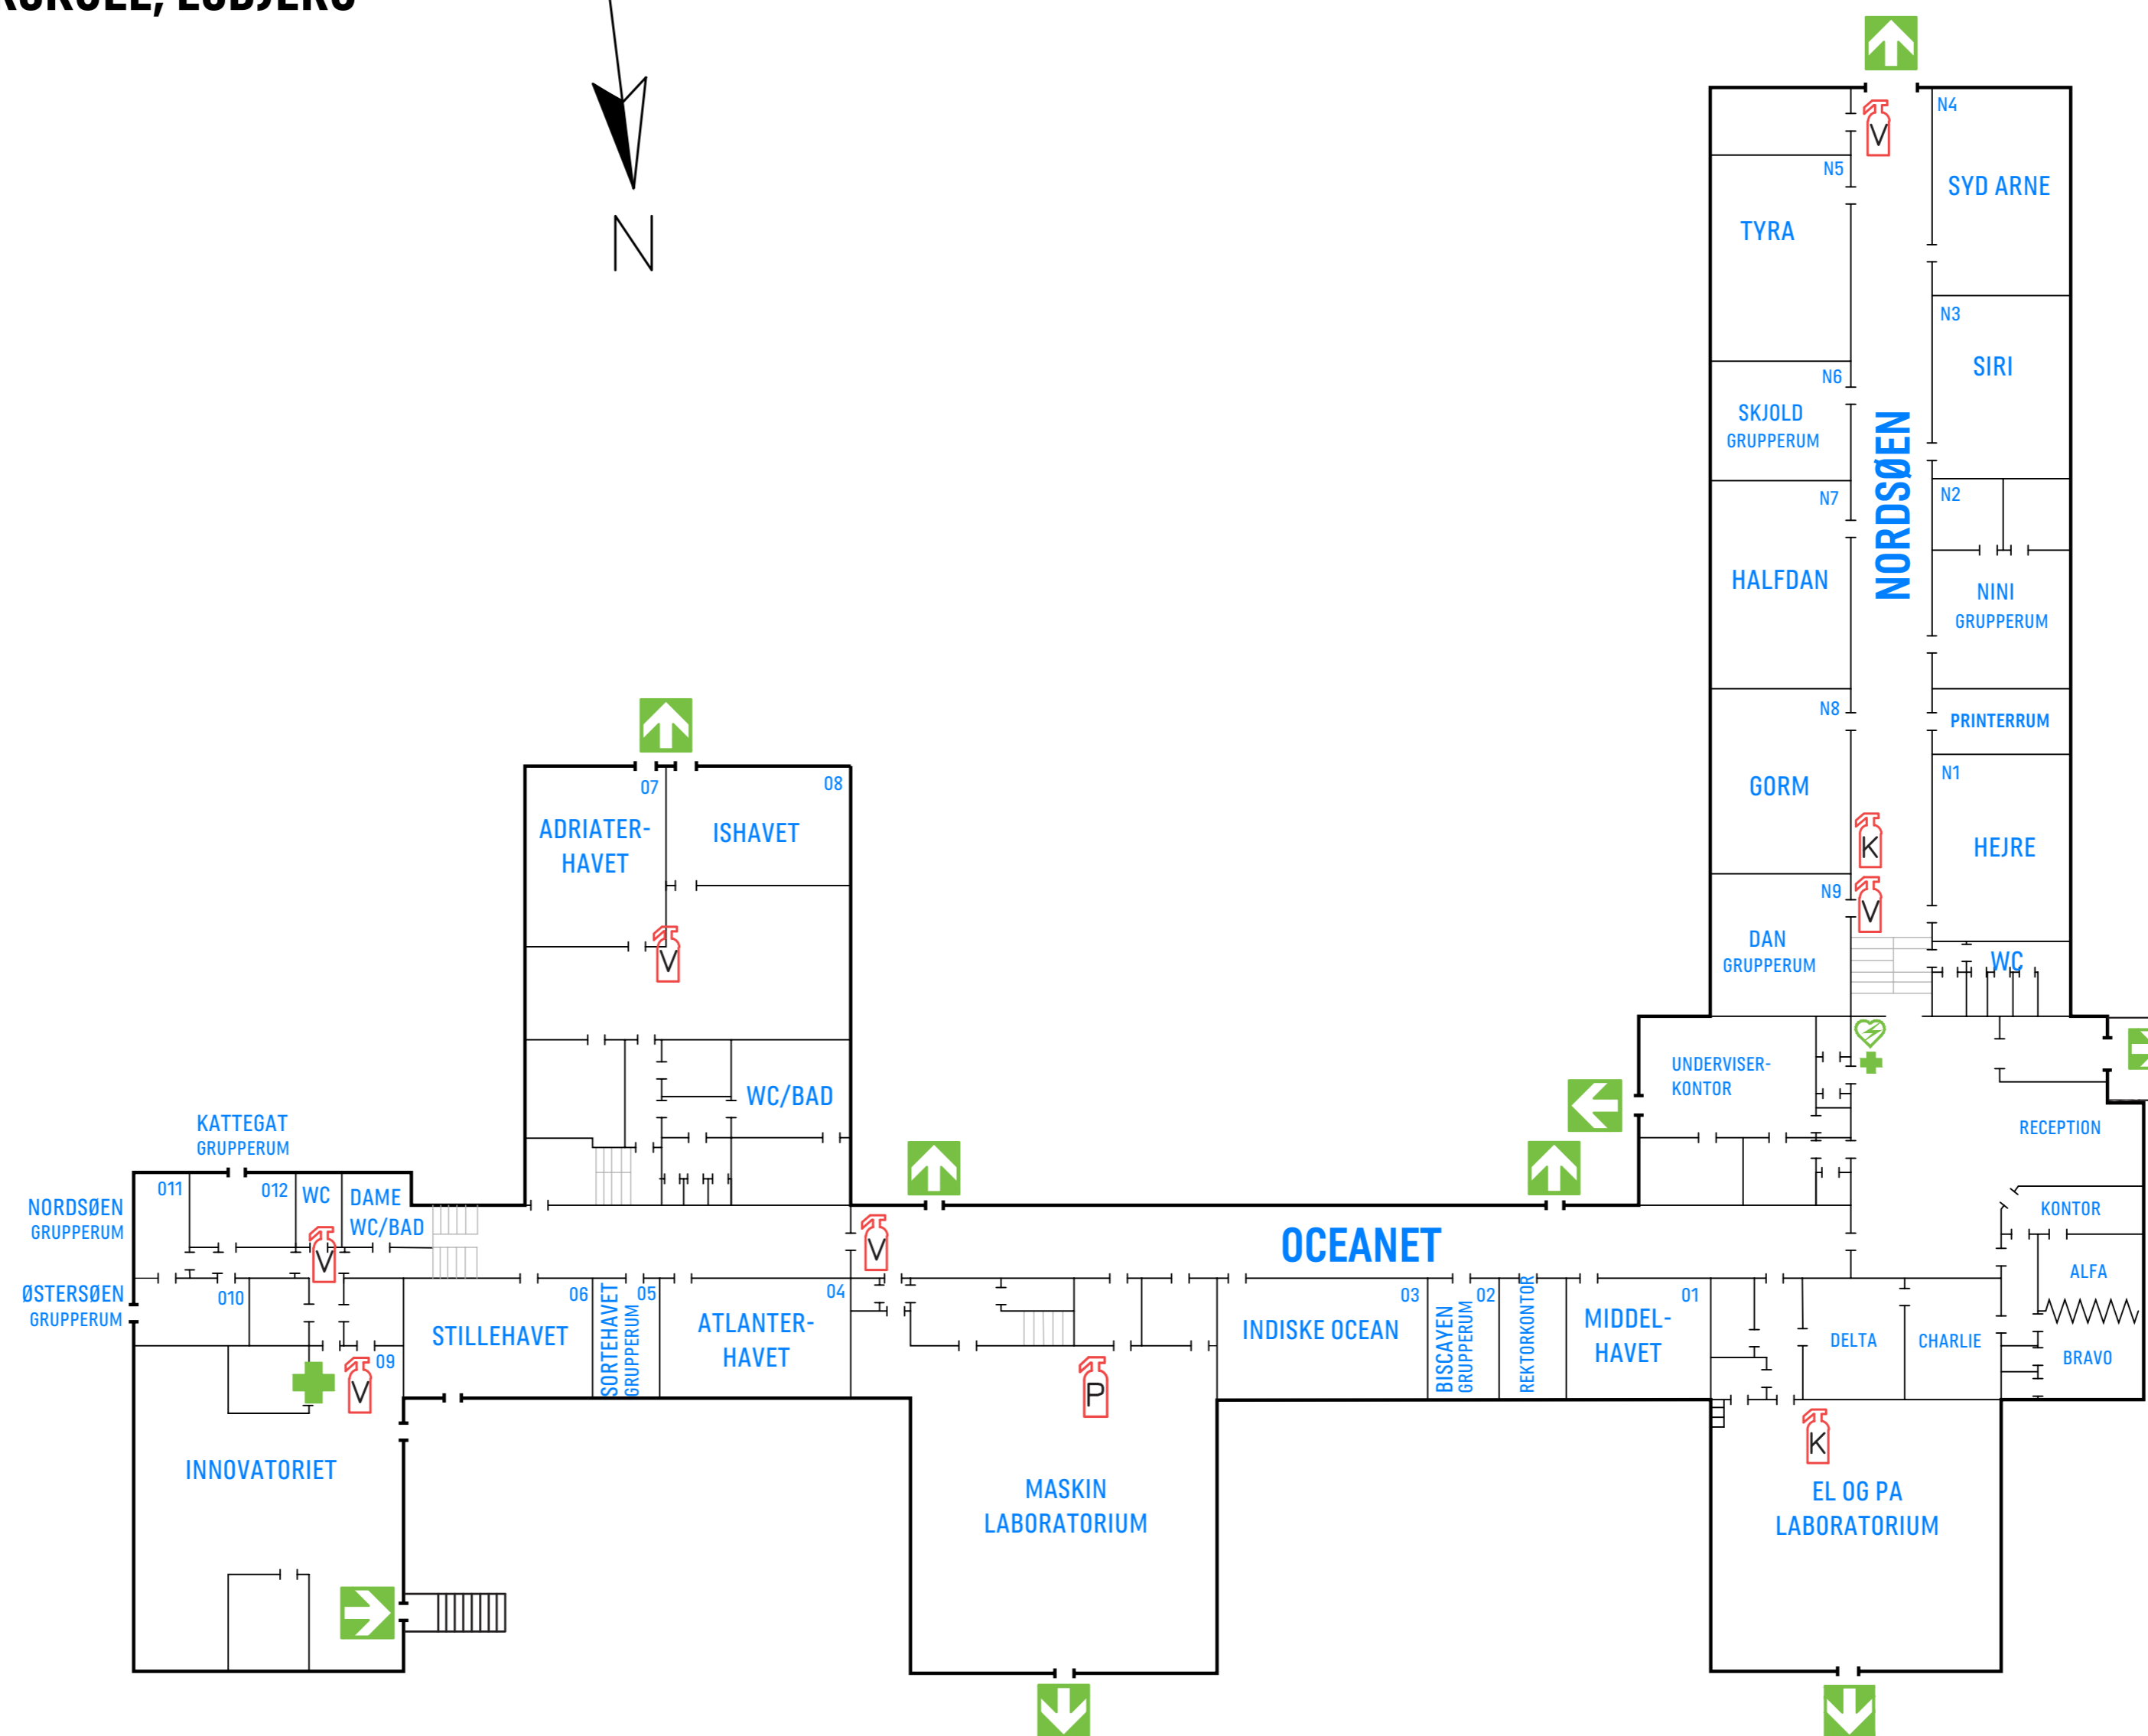 N
N4
N5
SYD ARNE
TYRA
N3
SIRI
N6
SKJOLD
GRUPPERUM
NORDSØEN
N7
N2
HALFDAN
NINI
GRUPPERUM
N8
PRINTERRUM
N1
GORM
HEJRE
N9
DAN
GRUPPERUM
WC
V
K
V
07
08
ADRIATER-
HAVET
ISHAVET
V
WC/BAD
UNDERVISER-
KONTOR
RECEPTION
KONTOR
ALFA
BRAVO
KATTEGAT
GRUPPERUM
011
012
WC
DAME
WC/BAD
NORDSØEN
GRUPPERUM
V
V
OCEANET
ØSTERSØEN
GRUPPERUM
010
06
05
04
03
02
01
STILLEHAVET
SORTEHAVET
GRUPPERUM
ATLANTER-
HAVET
INDISKE OCEAN
BISCAYEN
GRUPPERUM
REKTORKONTOR
MIDDEL-
HAVET
DELTA
CHARLIE
09
V
P
K
INNOVATORIET
MASKIN
LABORATORIUM
EL OG PA
LABORATORIUM